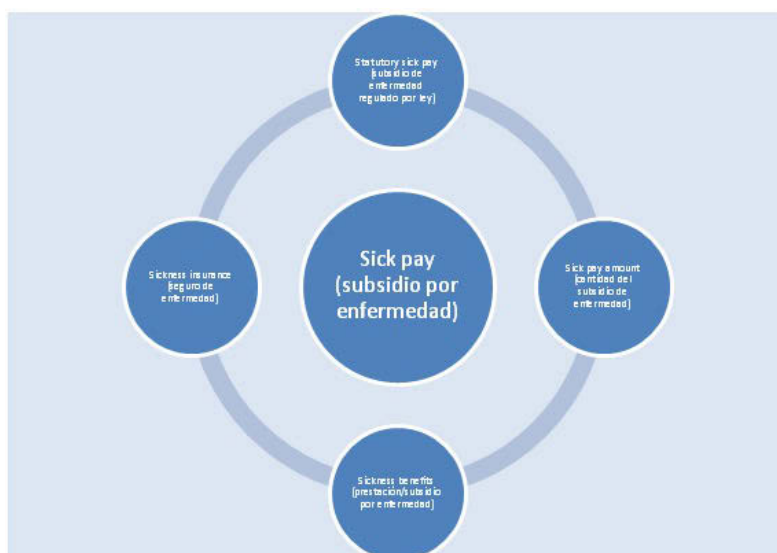 Statutory sick pay
(subsidio de
enfermedad
regulado por ley)
Sickness insurance
(seguro de
enfermedad)
Sick pay
(subsidio por
enfermedad)
Sick pay amount
(cantidad del
subsidio de
enfermedad)
Sickness benefits
(prestación/subsidio
por enfermedad)